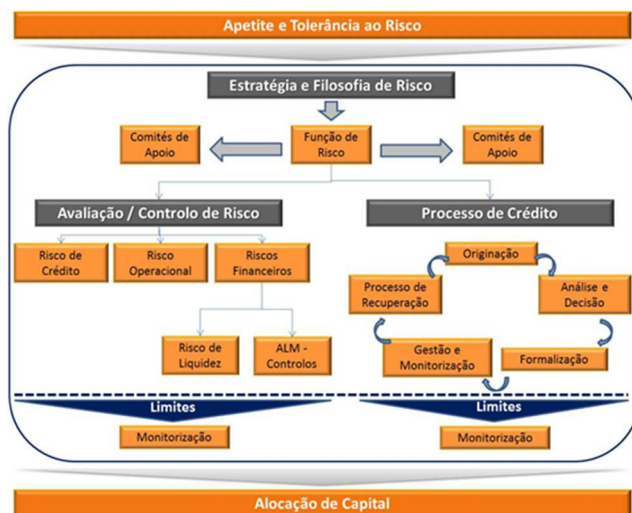 Apetite e Tolerância ao Risco
Estratégia e Filosofia de Risco
Comités de
Apoio
Função de
Risco
Comités de
Apoio
Avaliação / Controlo de Risco
Processo de Crédito
Risco de
Crédito
Risco
Operacional
Riscos
Financeiros
Originação
Processo de
Recuperação
Análise e
Decisão
Risco de
Liquidez
ALM -
Controlos
Gestão e
Monitorização
Formalização
Limites
Limites
Monitorização
Monitorização
Alocação de Capital